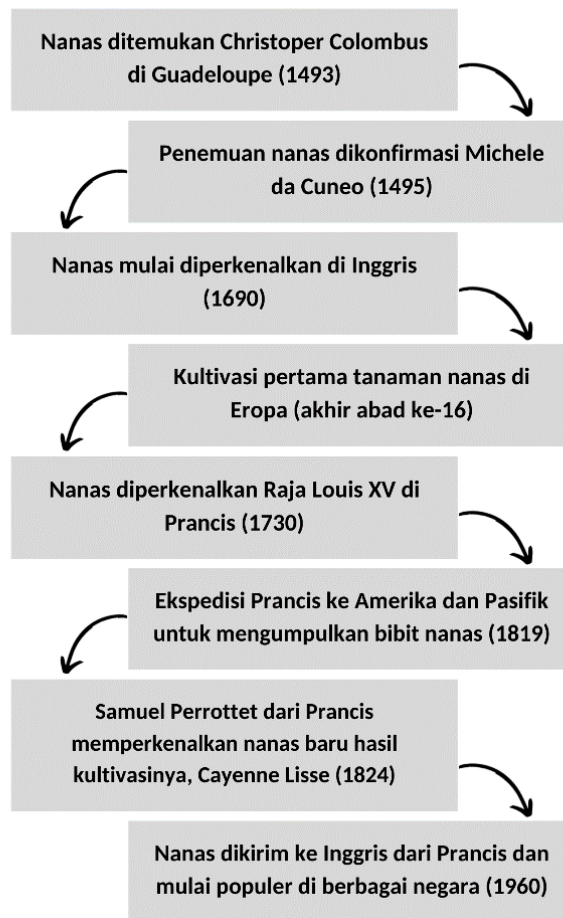 Nanas ditemukan Christoper Colombus
di Guadeloupe (1493)
Penemuan nanas dikonfirmasi Michele
da Cuneo (1495)
Nanas mulai diperkenalkan di Inggris
(1690)
Kultivasi pertama tanaman nanas di
Eropa (akhir abad ke-16)
Nanas diperkenalkan Raja Louis XV di
Prancis (1730)
Ekspedisi Prancis ke Amerika dan Pasifik
untuk mengumpulkan bibit nanas (1819)
Samuel Perrottet dari Prancis
memperkenalkan nanas baru hasil
kultivasinya, Cayenne Lisse (1824)
Nanas dikirim ke Inggris dari Prancis dan
mulai populer di berbagai negara (1960)